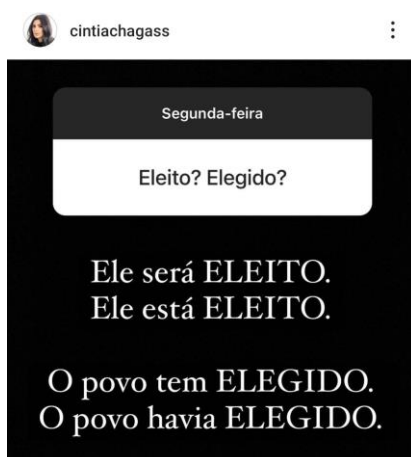 cintiachagass
Segunda-feira
Eleito? Elegido?
Ele será ELEITO.
Ele está ELEITO.
O povo tem ELEGIDO.
O povo havia ELEGIDO.